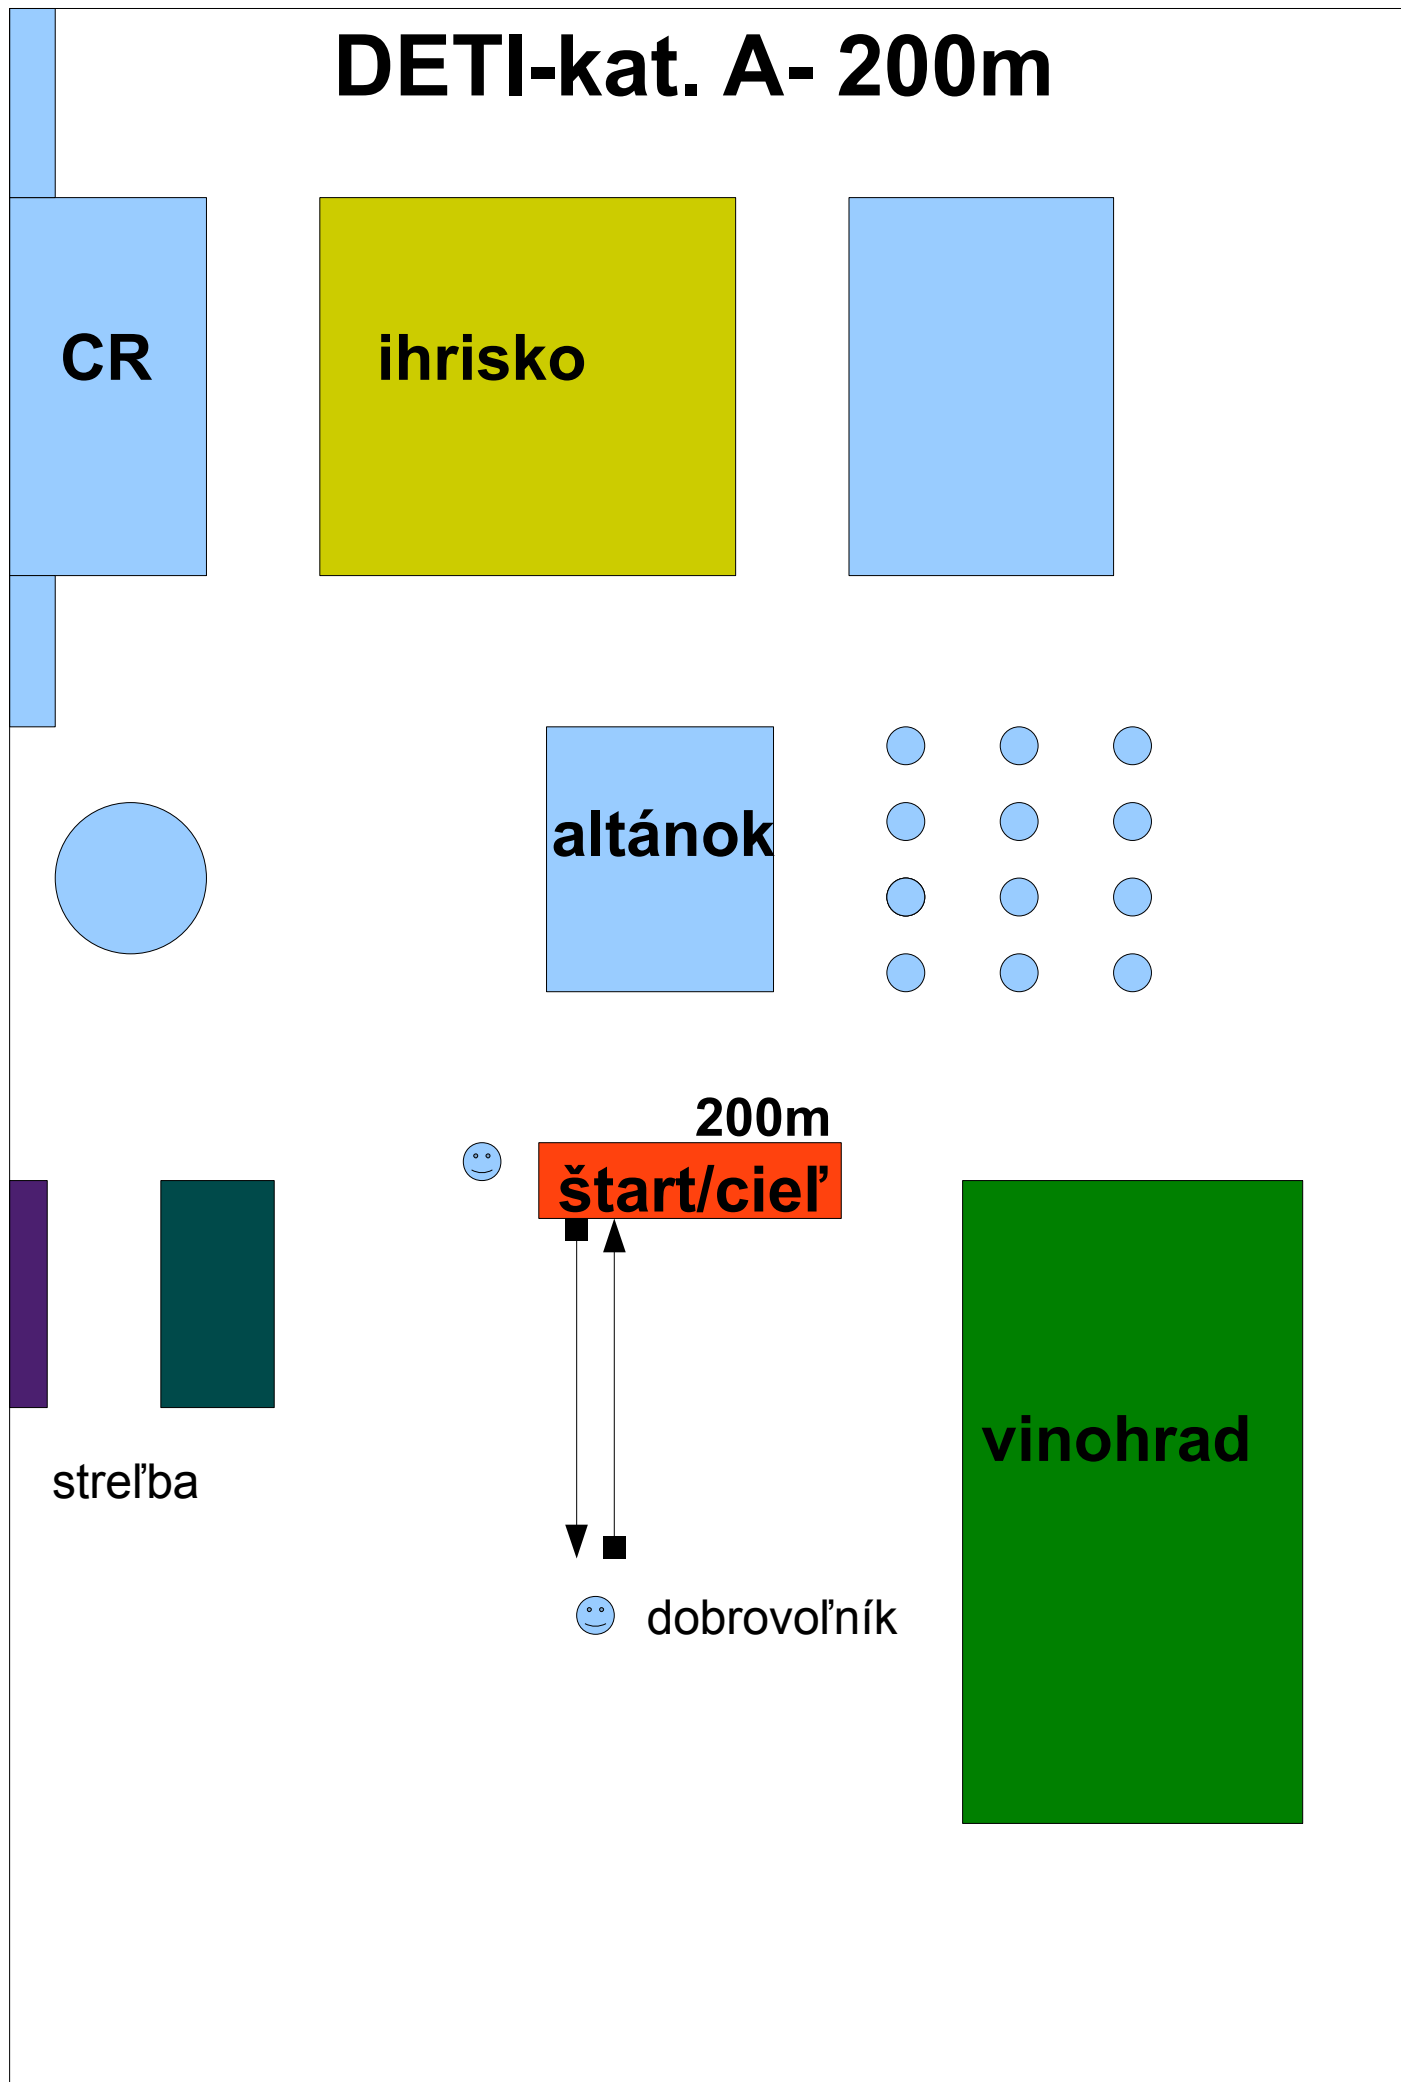 DETI-kat. A- 200m
CR
ihrisko
altánok
200m
štart/cieľ
vinohrad
streľba
dobrovoľník